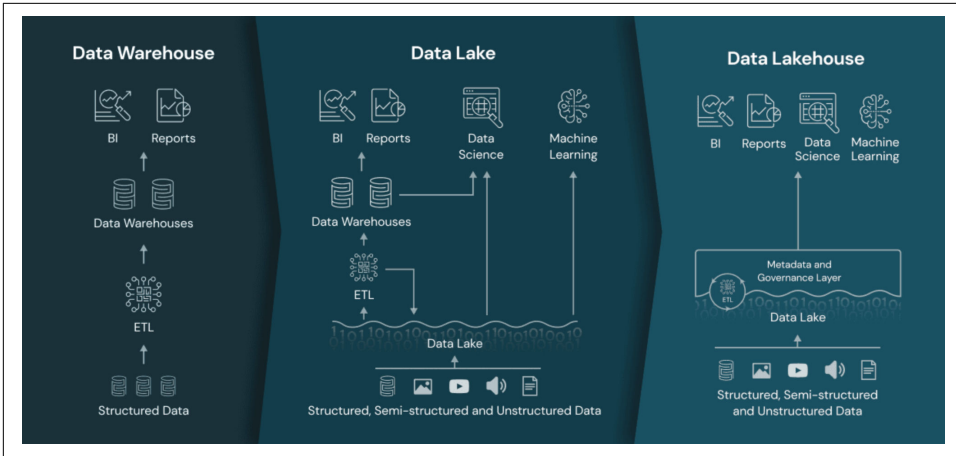 Data Warehouse
BI
Reports
Data Warehouses
ETL
Structured Data
Data Lake
BI
Reports
Data
Science
Machine
Learning
Data Warehouses
ETL
Data Lake
Structured, Semi-structured and Unstructured Data
Data Lakehouse
BI
Reports
Data
Science
Machine
Learning
Metadata and
Governance Layer
ETL
Data Lake
Structured, Semi-structured
and Unstructured Data